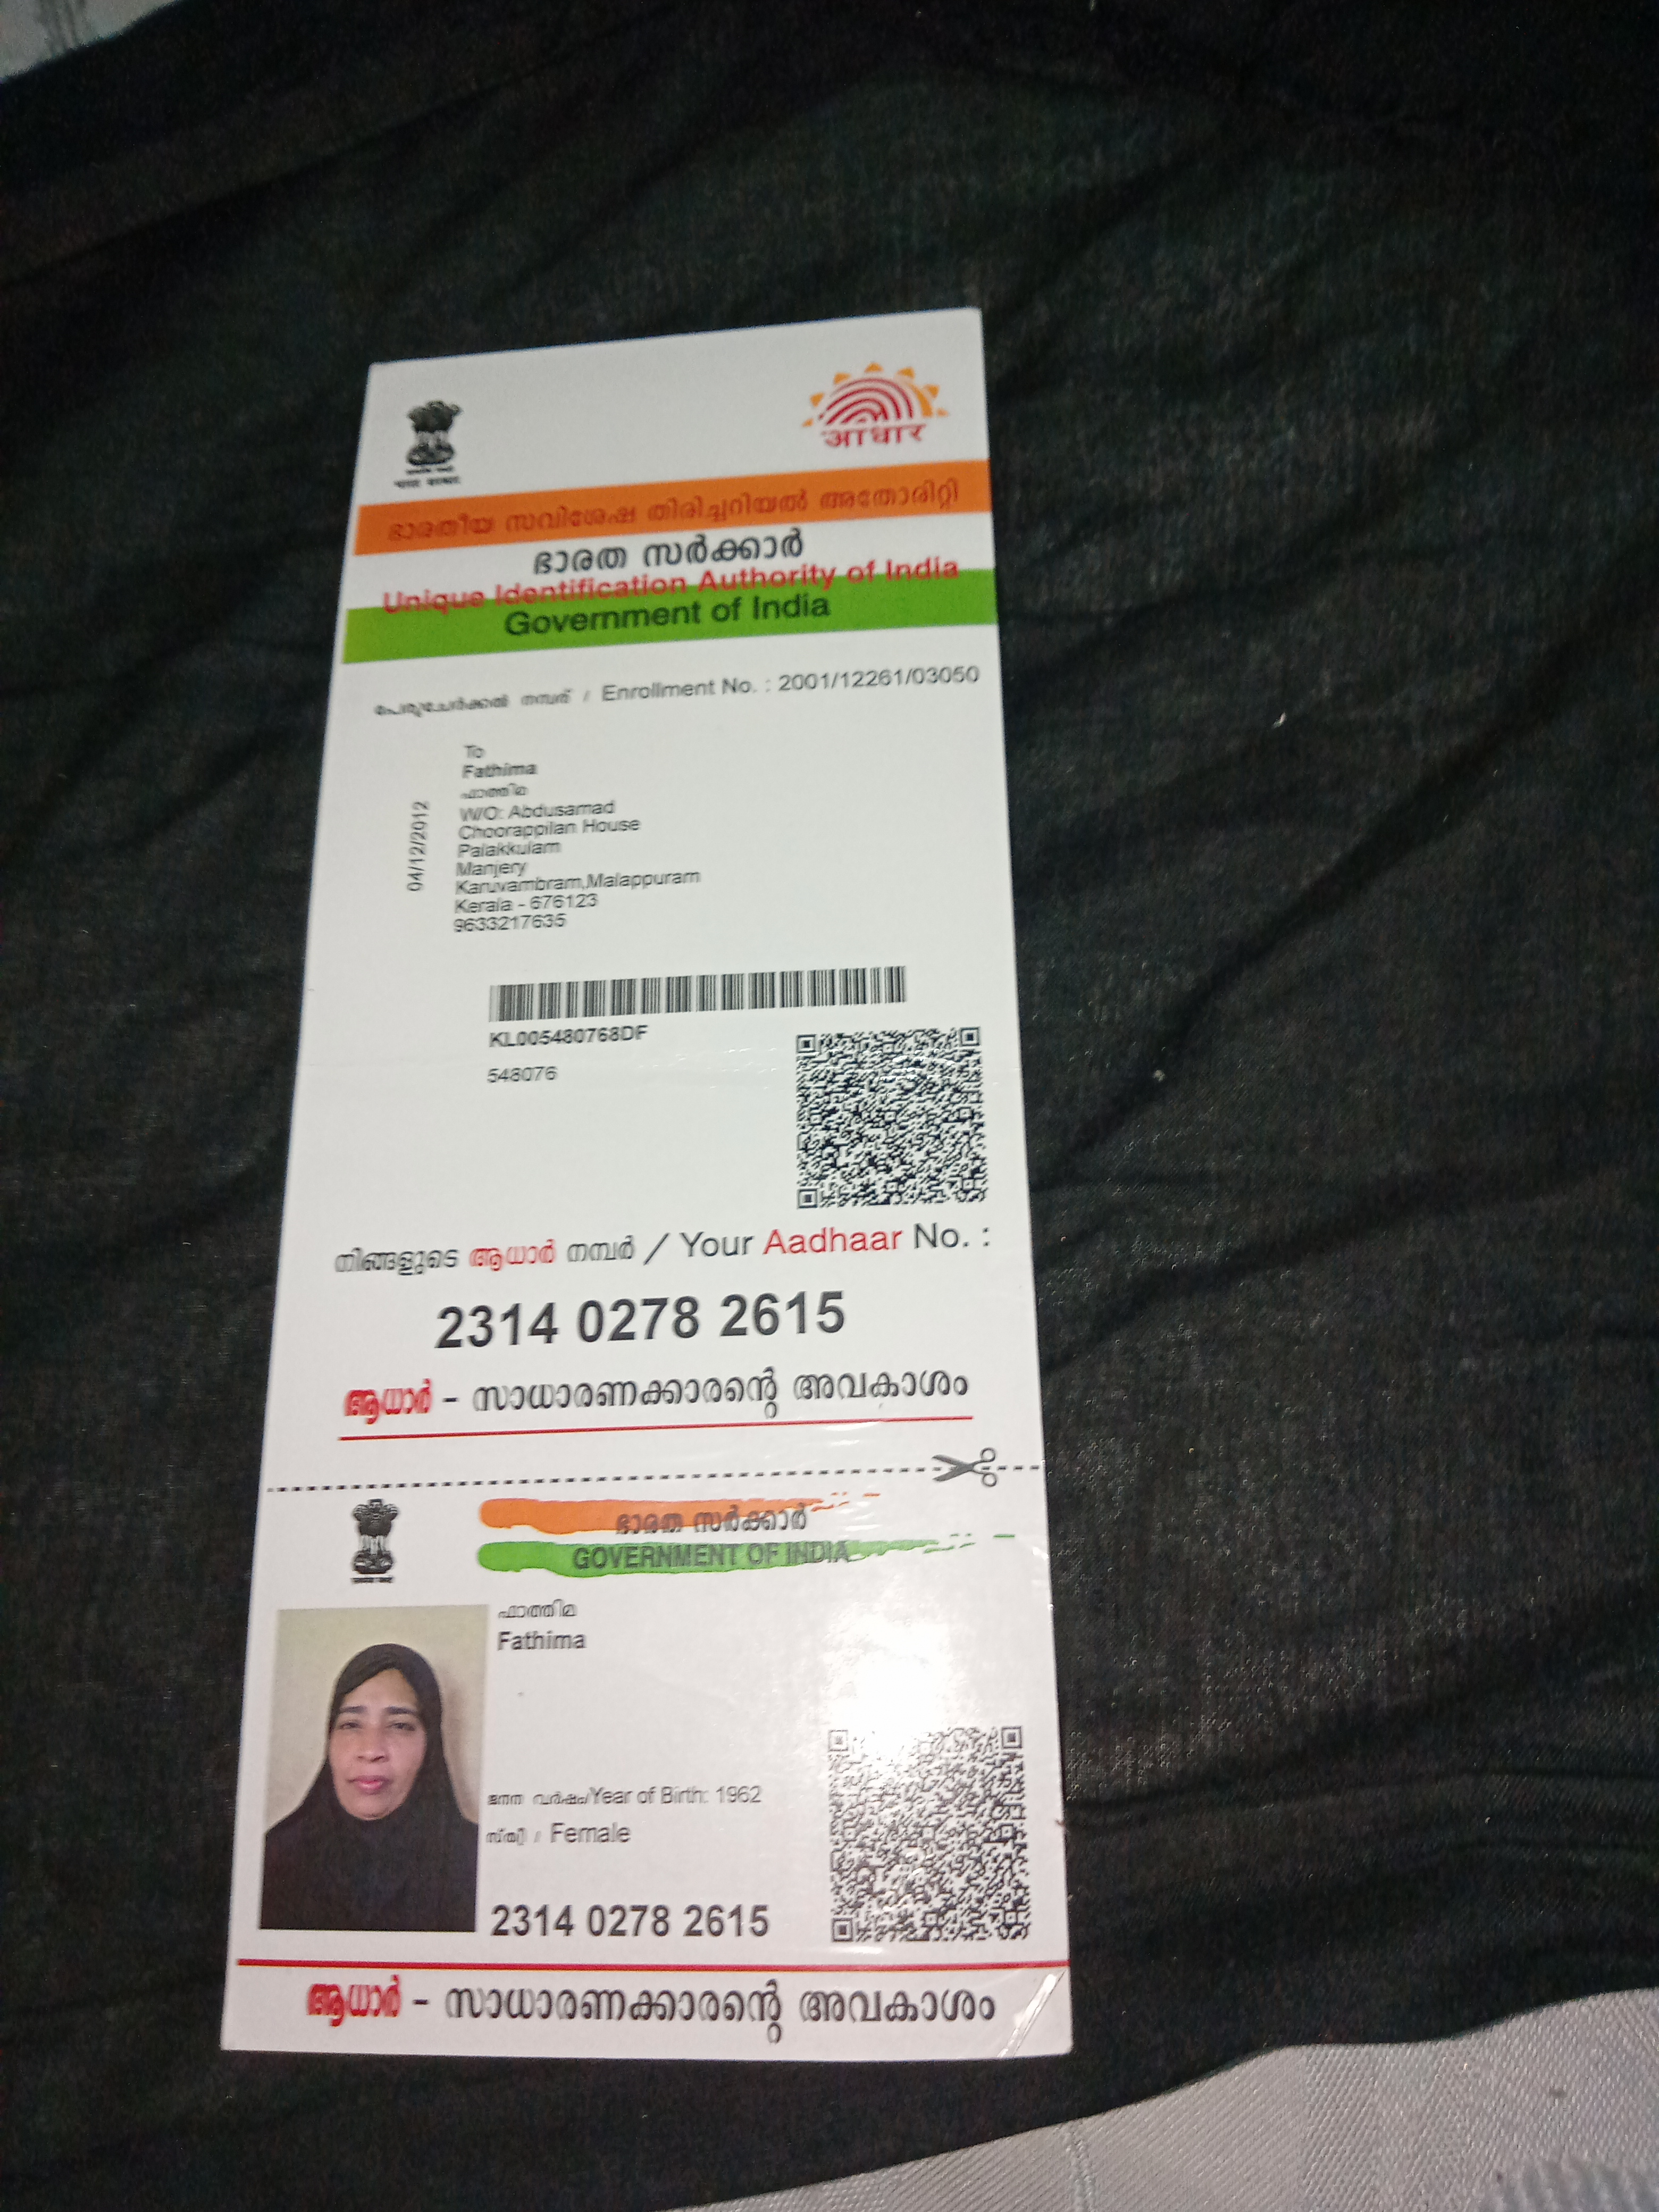 आधार
ഭാരതീയ സവിശേഷ തിരിച്ചറിയൽ അതോരിറ്റി
ഭാരത സർക്കാർ
Unique Identification Authority of India
Government of India
പേരുചേർക്കൽ നമ്പര് / Enrollment No. : 2001/12261/03050
04/12/2012
To
Fathima
ഫാത്തിമ
W/O: Abdusamad
Choorappilan House
Palakkulam
Manjery
Karuvambram,Malappuram
Kerala - 676123
9633217635
KL005480768DF
548076
നിങ്ങളുടെ ആധാർ നമ്പർ / Your Aadhaar No. :
2314 0278 2615
ആധാർ - സാധാരണക്കാരന്റെ അവകാശം
ഭാരത സർക്കാർ
GOVERNMENT OF INDIA
ഫാത്തിമ
Fathima
ജനന വർഷം/Year of Birth: 1962
സ്ത്രീ / Female
2314 0278 2615
ആധാർ - സാധാരണക്കാരന്റെ അവകാശം